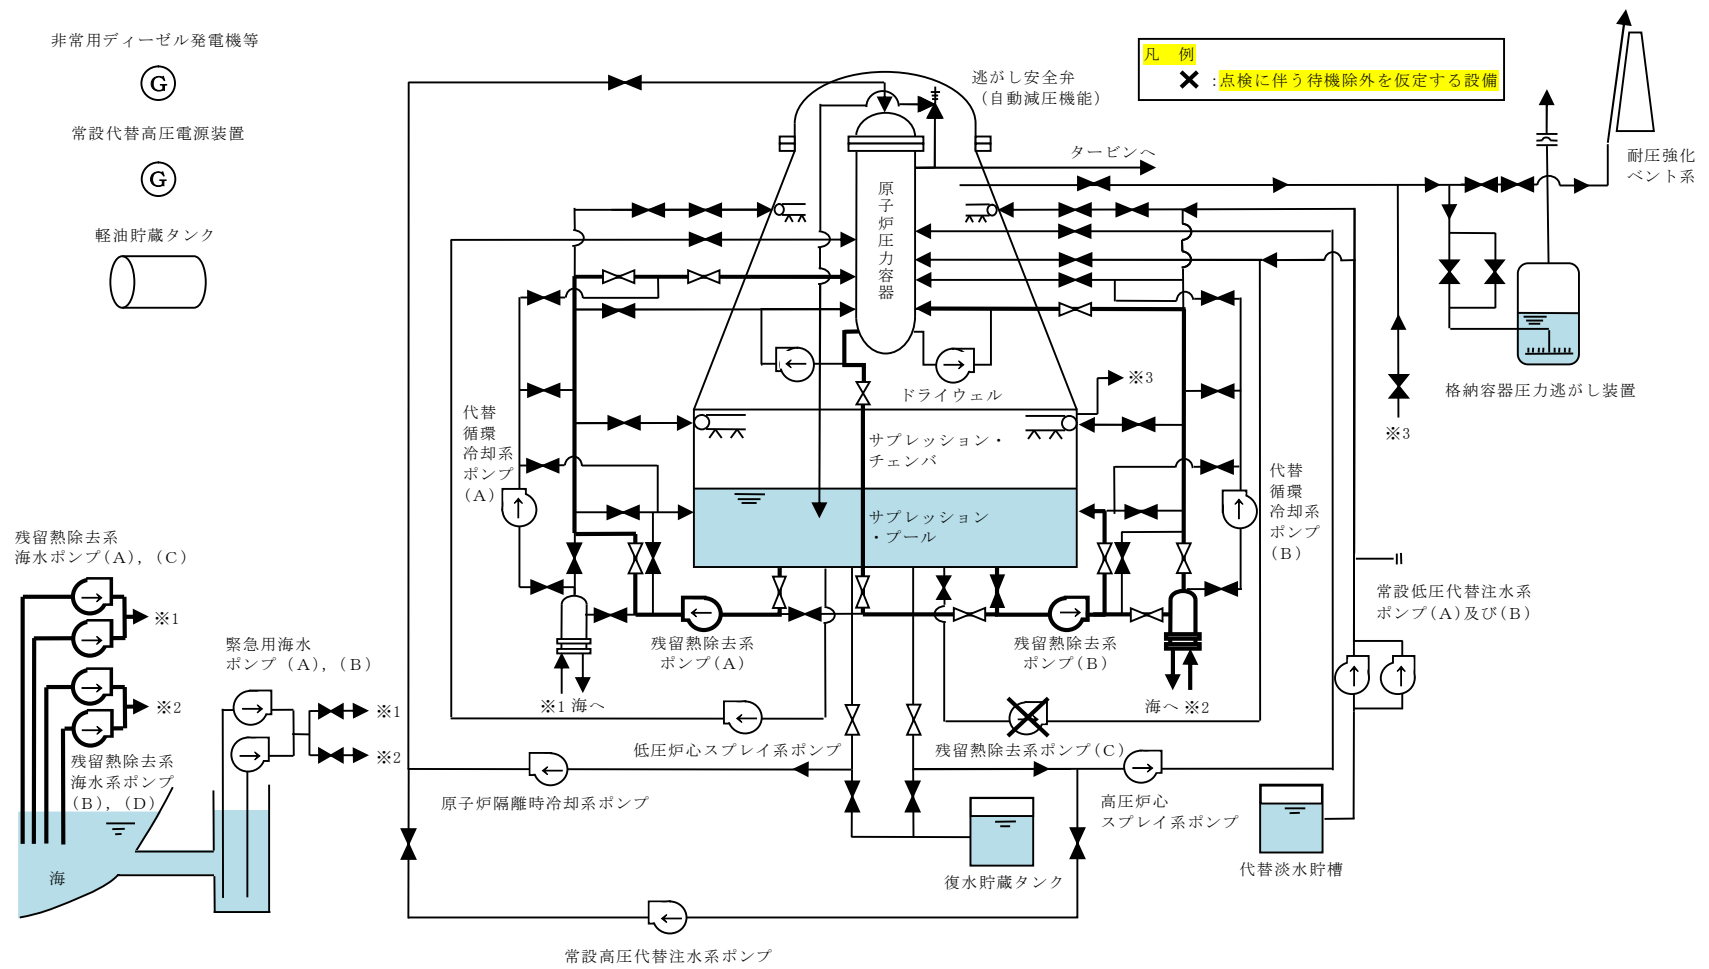 非常用ディーゼル発電機等
G
常設代替高圧電源装置
G
軽油貯蔵タンク
逃がし安全弁
（自動減圧機能）
凡　例
：点検に伴う待機除外を仮定する設備
タービンへ
耐圧強化
ベント系
原子炉圧力容器
ドライウェル
※3
格納容器圧力逃がし装置
※3
代替
循環
冷却系
ポンプ
（A）
サプレッション・
チェンバ
サプレッション
・プール
代替
循環
冷却系
ポンプ
（B）
残留熱除去系
海水ポンプ（A），（C）
※1
緊急用海水
ポンプ（A），（B）
※2
※1
※2
残留熱除去系
海水系ポンプ
（B），（D）
海
残留熱除去系
ポンプ（A）
残留熱除去系
ポンプ（B）
常設低圧代替注水系
ポンプ（A）及び（B）
※1
海へ
海へ
※2
低圧炉心スプレイ系ポンプ
残留熱除去系ポンプ（C）
原子炉隔離時冷却系ポンプ
高圧炉心
スプレイ系ポンプ
復水貯蔵タンク
代替淡水貯槽
常設高圧代替注水系ポンプ